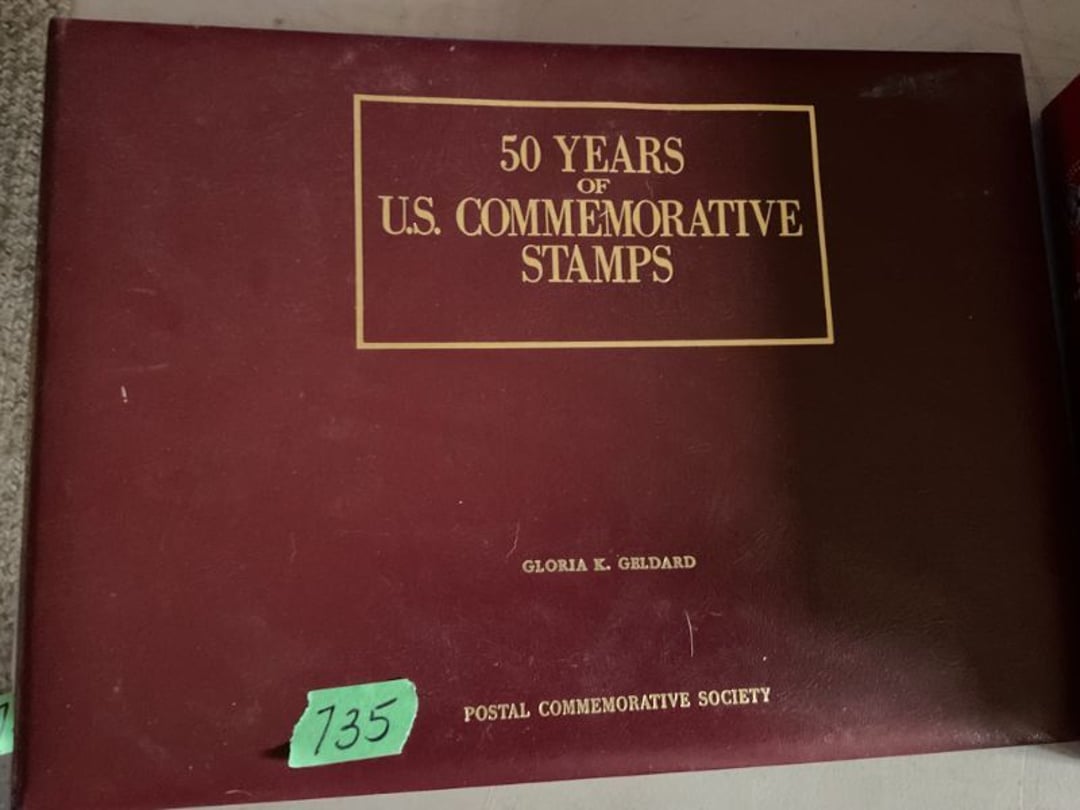 50 YEARS
OF
U.S. COMMEMORATIVE
STAMPS
GLORIA K. GELDARD
POSTAL COMMEMORATIVE SOCIETY
735